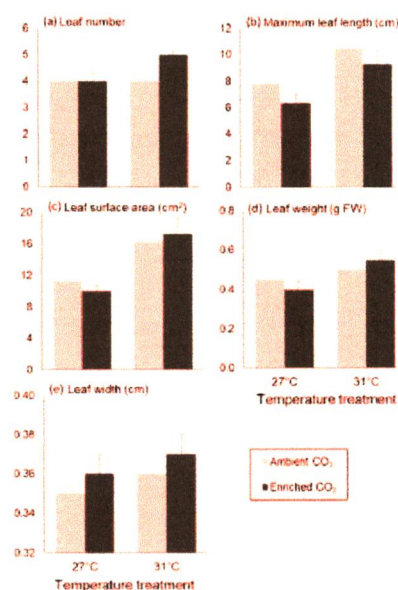 (a) Leaf number
6
5
4
3
2
1
0
(b) Maximum leaf length (cm)
12
10
8
6
4
2
0
(c) Leaf surface area (cm²)
20
16
12
8
4
0
(d) Leaf weight (g FW)
0.8
0.6
0.4
0.2
0.0
27°C 31°C
Temperature treatment
(e) Leaf width (cm)
0.40
0.38
0.36
0.34
0.32
27°C 31°C
Temperature treatment
Ambient CO₂
Enriched CO₂